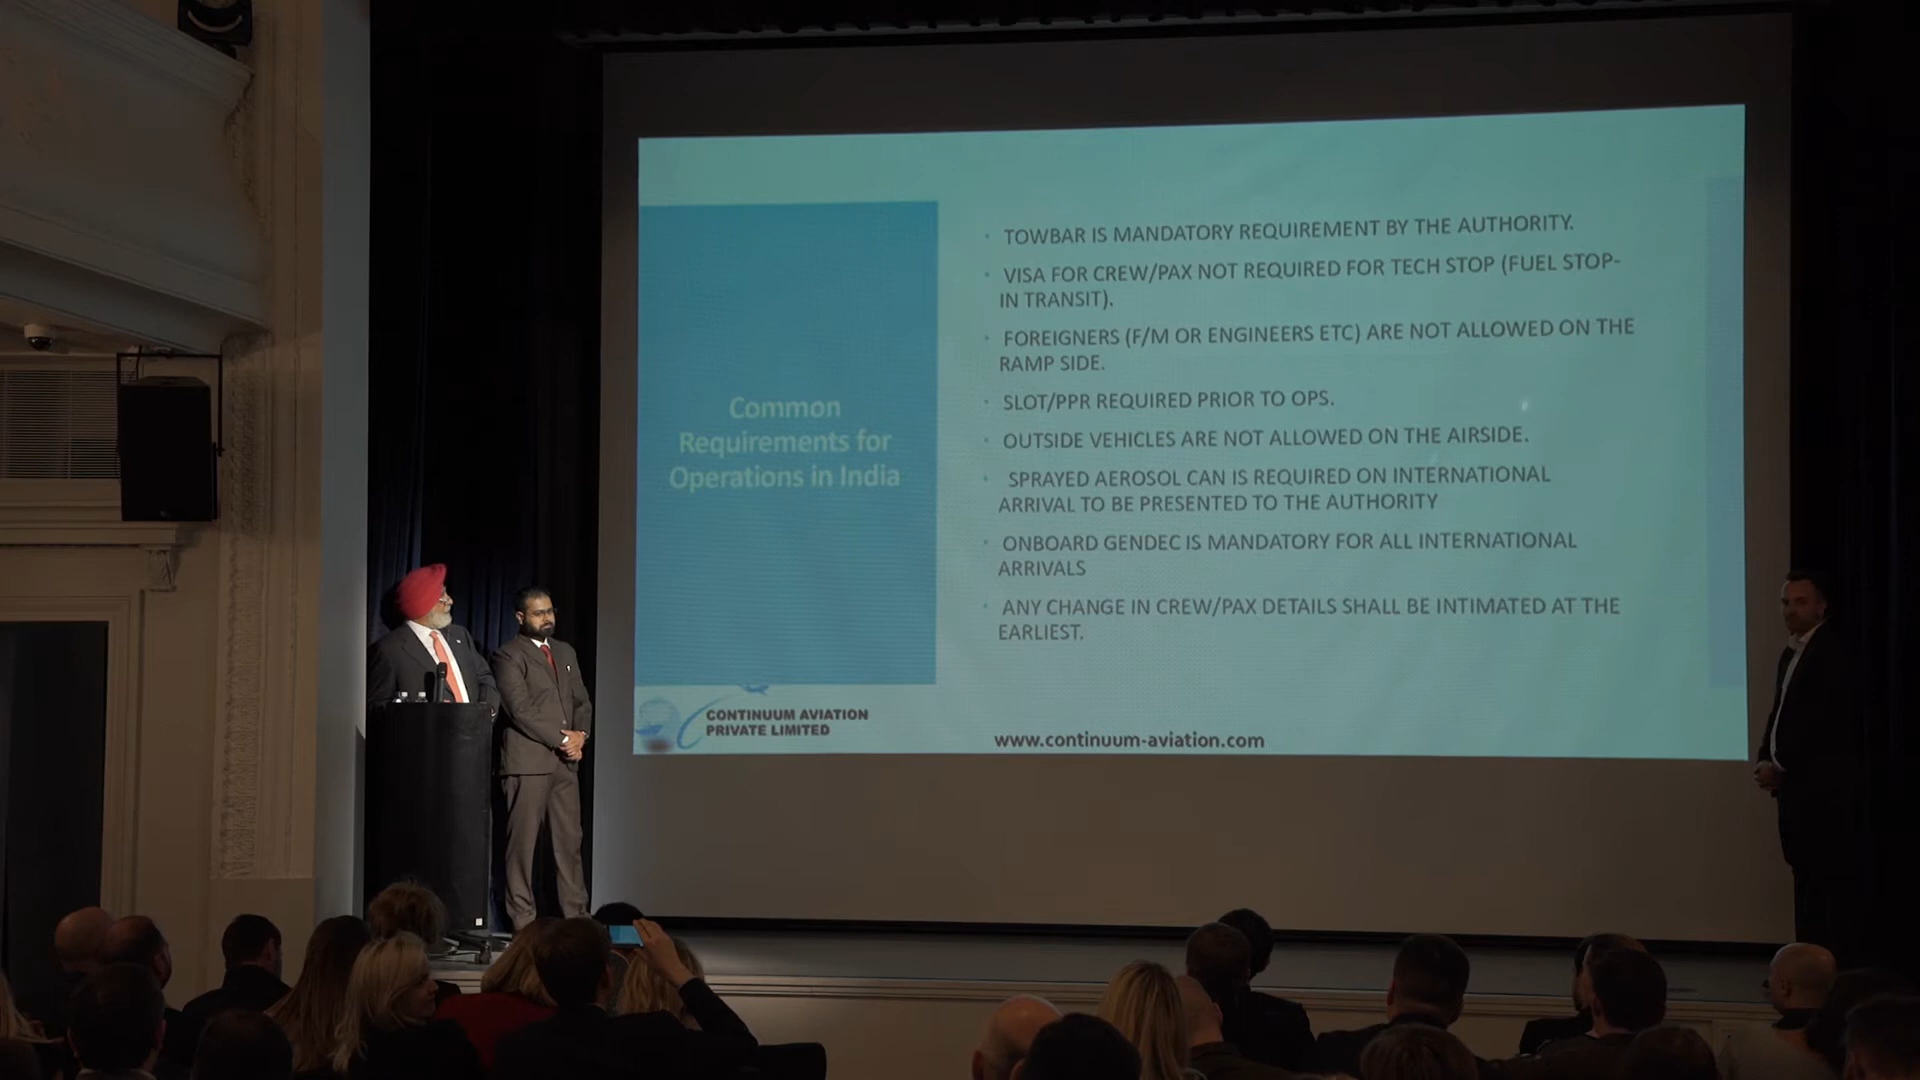 Common
Requirements for
Operations in India
TOWBAR IS MANDATORY REQUIREMENT BY THE AUTHORITY.
VISA FOR CREW/PAX NOT REQUIRED FOR TECH STOP (FUEL STOP-
IN TRANSIT).
FOREIGNERS (F/M OR ENGINEERS ETC) ARE NOT ALLOWED ON THE
RAMP SIDE.
SLOT/PPR REQUIRED PRIOR TO OPS.
OUTSIDE VEHICLES ARE NOT ALLOWED ON THE AIRSIDE.
SPRAYED AEROSOL CAN IS REQUIRED ON INTERNATIONAL
ARRIVAL TO BE PRESENTED TO THE AUTHORITY
ONBOARD GENDEC IS MANDATORY FOR ALL INTERNATIONAL
ARRIVALS
ANY CHANGE IN CREW/PAX DETAILS SHALL BE INTIMATED AT THE
EARLIEST.
CONTINUUM AVIATION
PRIVATE LIMITED
www.continuum-aviation.com